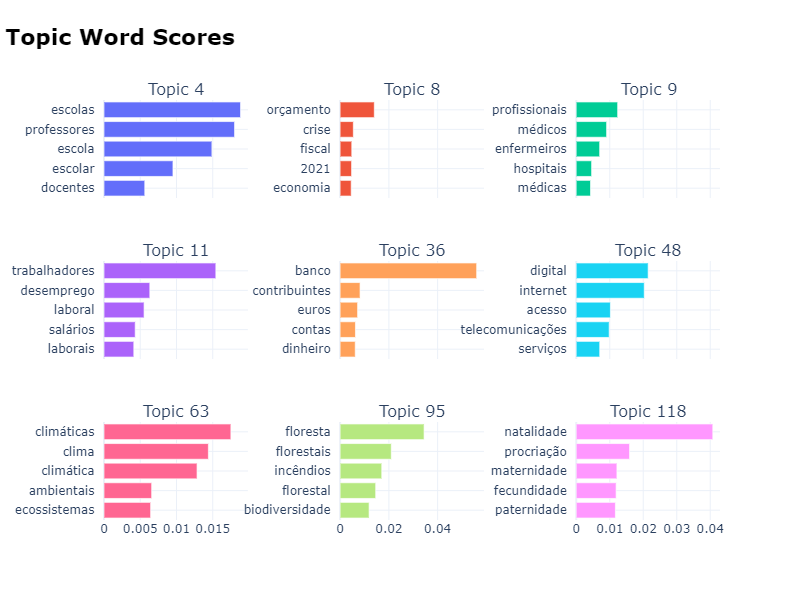 Topic Word Scores
Topic 4
escolas
professores
escola
escolar
docentes
Topic 8
orçamento
crise
fiscal
2021
economia
Topic 9
profissionais
médicos
enfermeiros
hospitais
médicas
Topic 11
trabalhadores
desemprego
laboral
salários
laborais
Topic 36
banco
contribuintes
euros
contas
dinheiro
Topic 48
digital
internet
acesso
telecomunicações
serviços
Topic 63
climáticas
clima
climática
ambientais
ecossistemas
0 0.005 0.01 0.015
Topic 95
floresta
florestais
incêndios
florestal
biodiversidade
0 0.02 0.04
Topic 118
natalidade
procriação
maternidade
fecundidade
paternidade
0 0.01 0.02 0.03 0.04